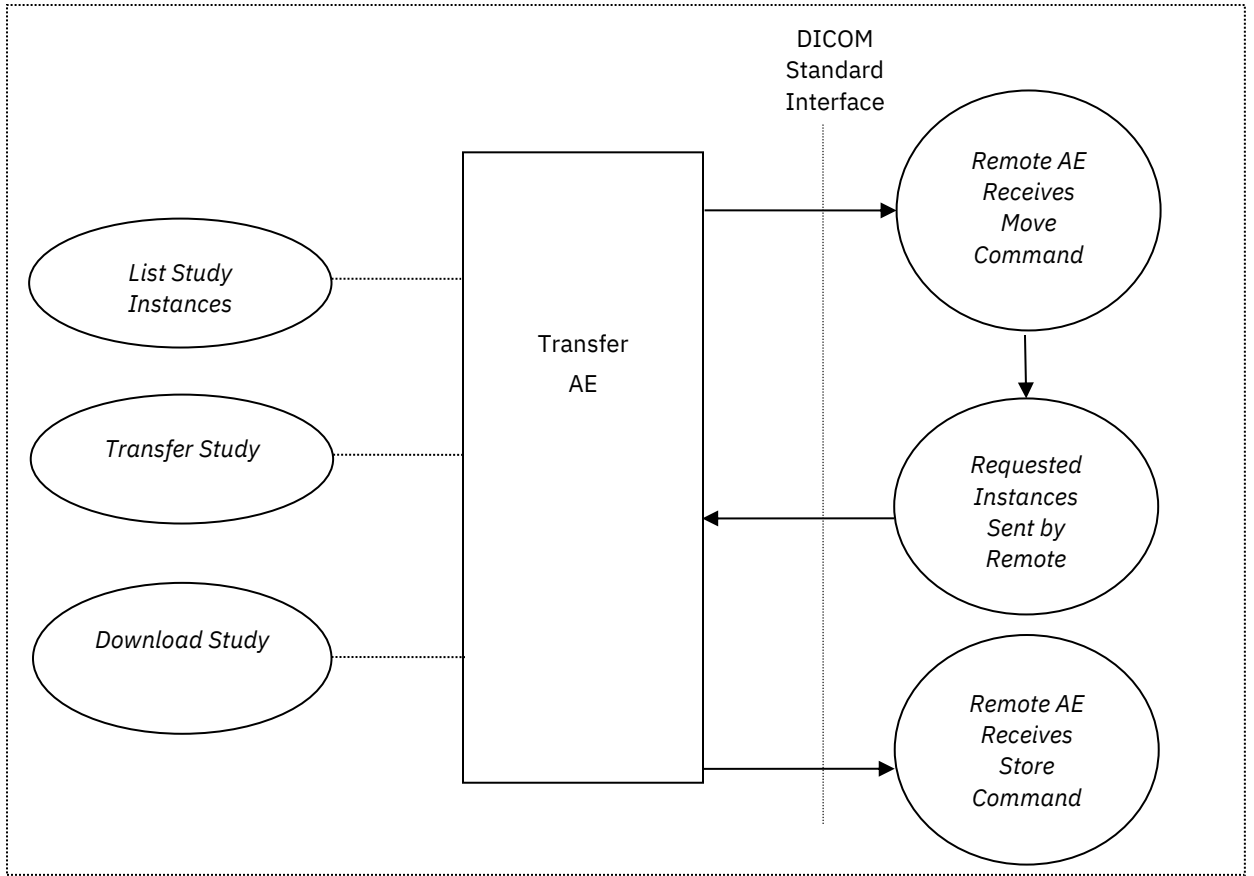 DICOM
Standard
Interface
Remote AE
Receives
Move
Command
List Study
Instances
Transfer
AE
Transfer Study
Requested
Instances
Sent by
Remote
Download Study
Remote AE
Receives
Store
Command